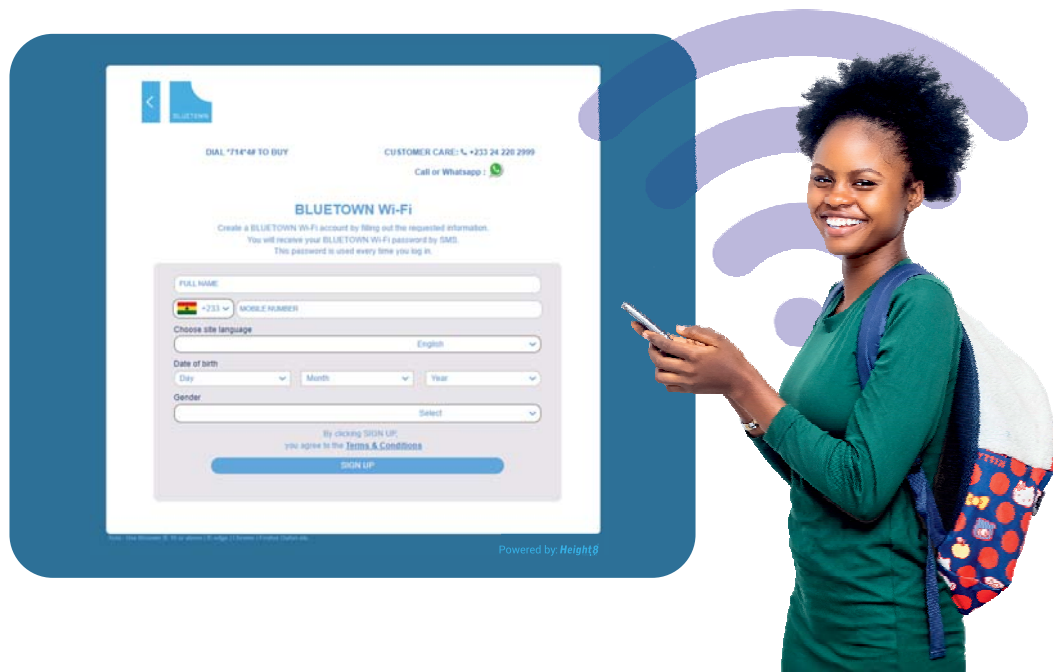 BLUETOWN
DIAL *714*4# TO BUY
CUSTOMER CARE: +233 24 220 2999
Call or Whatsapp :
BLUETOWN Wi-Fi
Create a BLUETOWN Wi-Fi account by filling out the requested information.
You will receive your BLUETOWN Wi-Fi password by SMS.
This password is used every time you log in.
FULL NAME
+233
MOBILE NUMBER
Choose site language
English
Date of birth
Day
Month
Year
Gender
Select
By clicking SIGN UP,
you agree to the Terms & Conditions
SIGN UP
Powered by: Height8